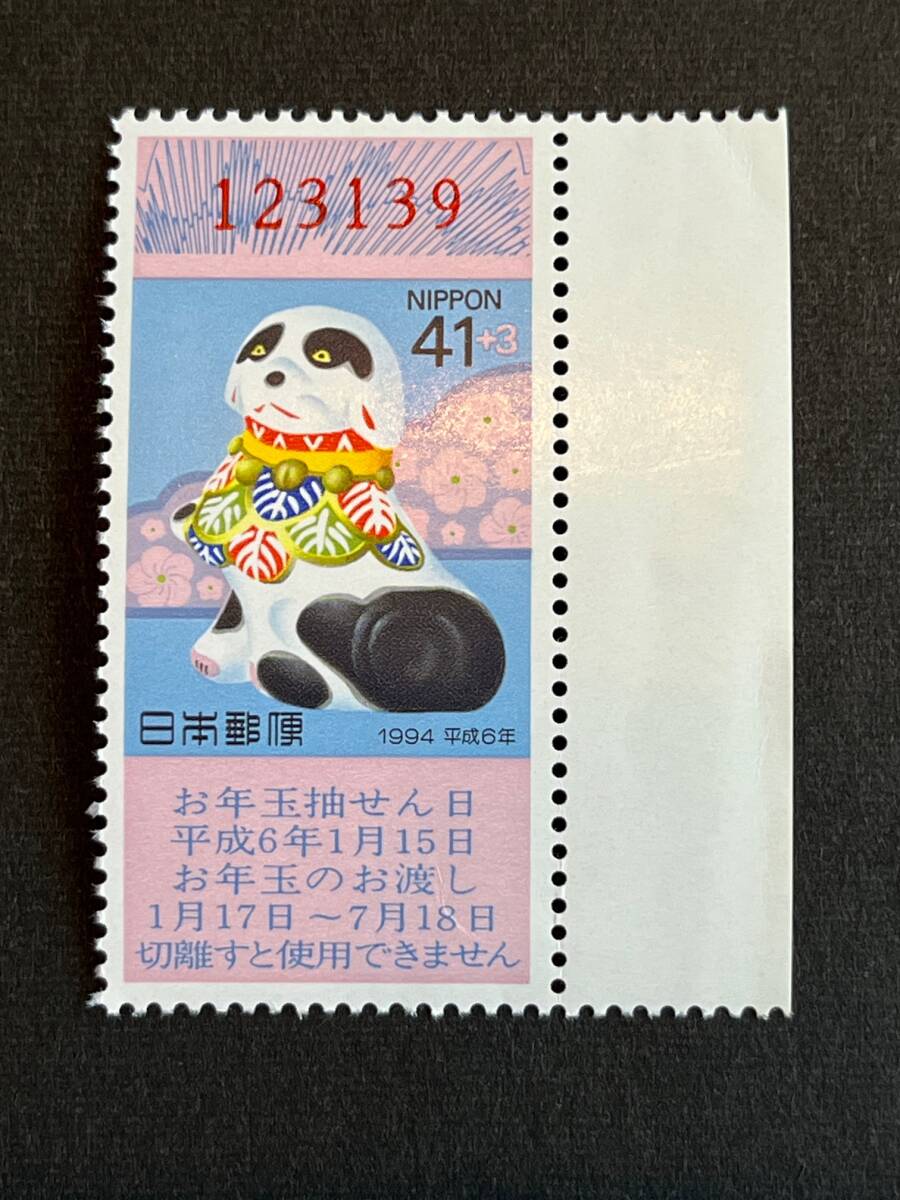 123139
NIPPON
41+3
日本郵便
1994 平成6年
お年玉抽せん日
平成6年1月15日
お年玉のお渡し
1月17日～7月18日
切離すと使用できません